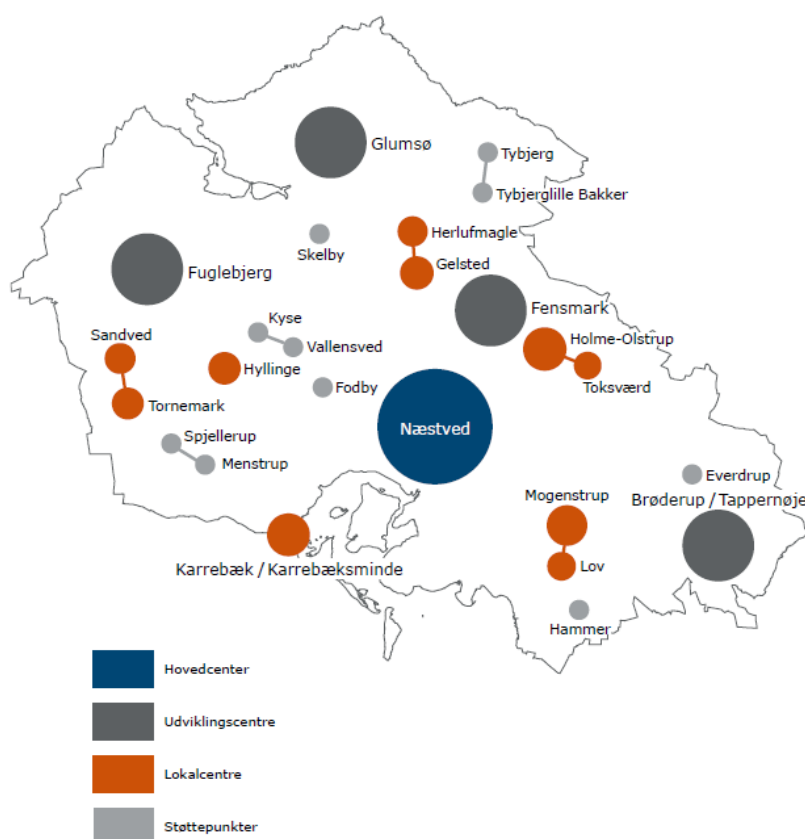 Glumsø
Tybjerg
Tybjerglille Bakker
Herlufmagle
Skelby
Gelsted
Fuglebjerg
Fensmark
Kyse
Sandved
Holme-Olstrup
Vallensved
Hyllinge
Fodby
Toksværd
Tornemark
Næstved
Spjellerup
Menstrup
Everdrup
Mogenstrup
Brøderup / Tappernøje
Karrebæk / Karrebæksminde
Lov
Hammer
Hovedcenter
Udviklingscentre
Lokalcentre
Støttepunkter